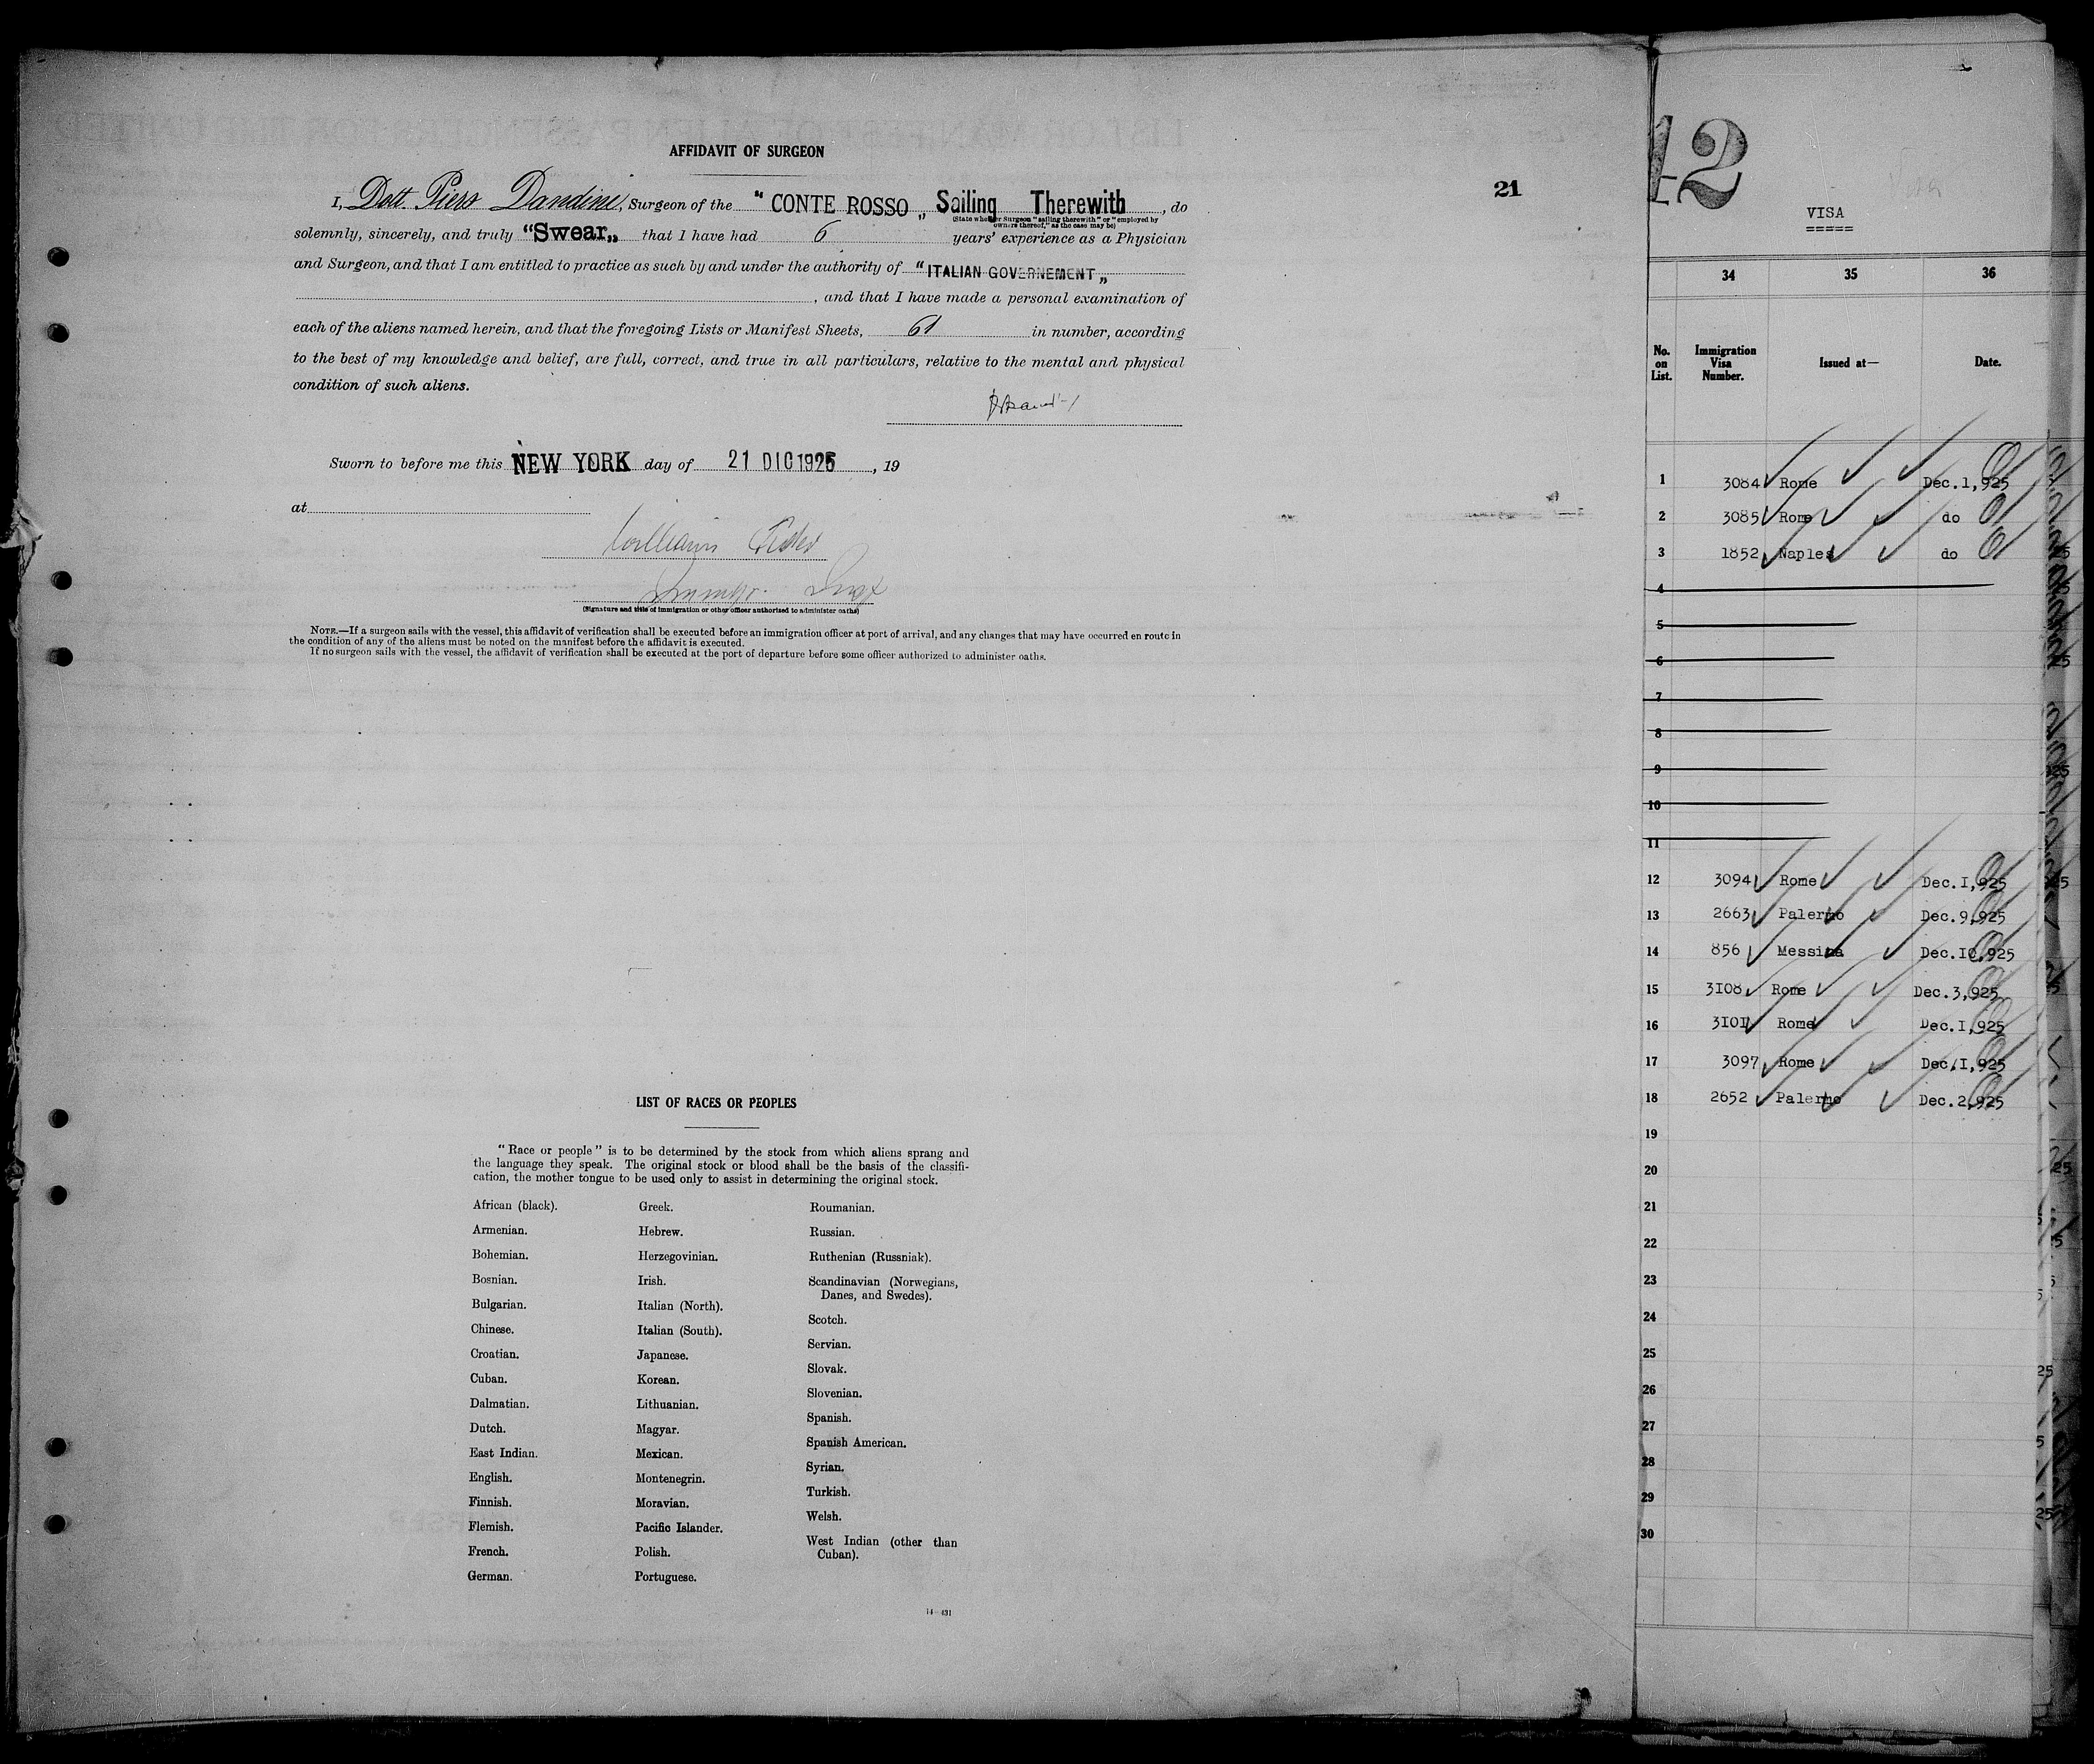 AFFIDAVIT OF SURGEON
21
I, Dott. Piero Dandini, Surgeon of the "CONTE ROSSO„ Sailing Therewith, do
(State whether Surgeon "sailing therewith" or "employed by
owners thereof," as the case may be)
solemnly, sincerely, and truly "Swear„ that I have had 6 years' experience as a Physician
and Surgeon, and that I am entitled to practice as such by and under the authority of "ITALIAN GOVERNEMENT„
, and that I have made a personal examination of
each of the aliens named herein, and that the foregoing Lists or Manifest Sheets, 61 in number, according
to the best of my knowledge and belief, are full, correct, and true in all particulars, relative to the mental and physical
condition of such aliens.
Sworn to before me this NEW YORK day of 21 DIC 1925, 19
at
William
Immgr. Insp
(Signature and title of immigration or other officer authorized to administer oaths)
NOTE.—If a surgeon sails with the vessel, this affidavit of verification shall be executed before an immigration officer at port of arrival, and any changes that may have occurred en route in
the condition of any of the aliens must be noted on the manifest before the affidavit is executed.
If no surgeon sails with the vessel, the affidavit of verification shall be executed at the port of departure before some officer authorized to administer oaths.
LIST OF RACES OR PEOPLES
"Race or people" is to be determined by the stock from which aliens sprang and
the language they speak. The original stock or blood shall be the basis of the classifi-
cation, the mother tongue to be used only to assist in determining the original stock.
African (black).
Armenian.
Bohemian.
Bosnian.
Bulgarian.
Chinese.
Croatian.
Cuban.
Dalmatian.
Dutch.
East Indian.
English.
Finnish.
Flemish.
French.
German.
Greek.
Hebrew.
Herzegovinian.
Irish.
Italian (North).
Italian (South).
Japanese.
Korean.
Lithuanian.
Magyar.
Mexican.
Montenegrin.
Moravian.
Pacific Islander.
Polish.
Portuguese.
Roumanian.
Russian.
Ruthenian (Russniak).
Scandinavian (Norwegians,
Danes, and Swedes).
Scotch.
Servian.
Slovak.
Slovenian.
Spanish.
Spanish American.
Syrian.
Turkish.
Welsh.
West Indian (other than
Cuban).
14—431
42
VISA
=====
34 35 36
No. on List. Immigration Visa Number. Issued at— Date.
1 3084 Rome Dec.1,925
2 3085 Rome do
3 1852 Naples do
4
5
6
7
8
9
10
11
12 3094 Rome Dec.I,925
13 2663 Palermo Dec.9,925
14 856 Messina Dec.I0,925
15 3I08 Rome Dec.3,925
16 3I01 Rome Dec.I,925
17 3097 Rome Dec.I,925
18 2652 Palermo Dec.2,925
19
20
21
22
23
24
25
26
27
28
29
30